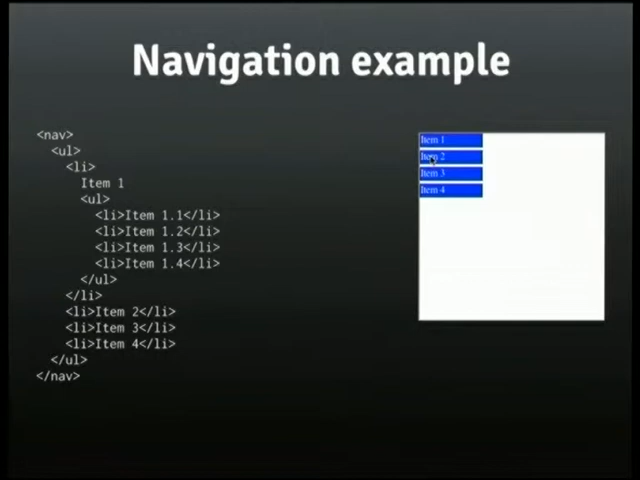 Navigation example
<nav>
<ul>
<li>
Item 1
<ul>
<li>Item 1.1</li>
<li>Item 1.2</li>
<li>Item 1.3</li>
<li>Item 1.4</li>
</ul>
</li>
<li>Item 2</li>
<li>Item 3</li>
<li>Item 4</li>
</ul>
</nav>
Item 1
Item 2
Item 3
Item 4